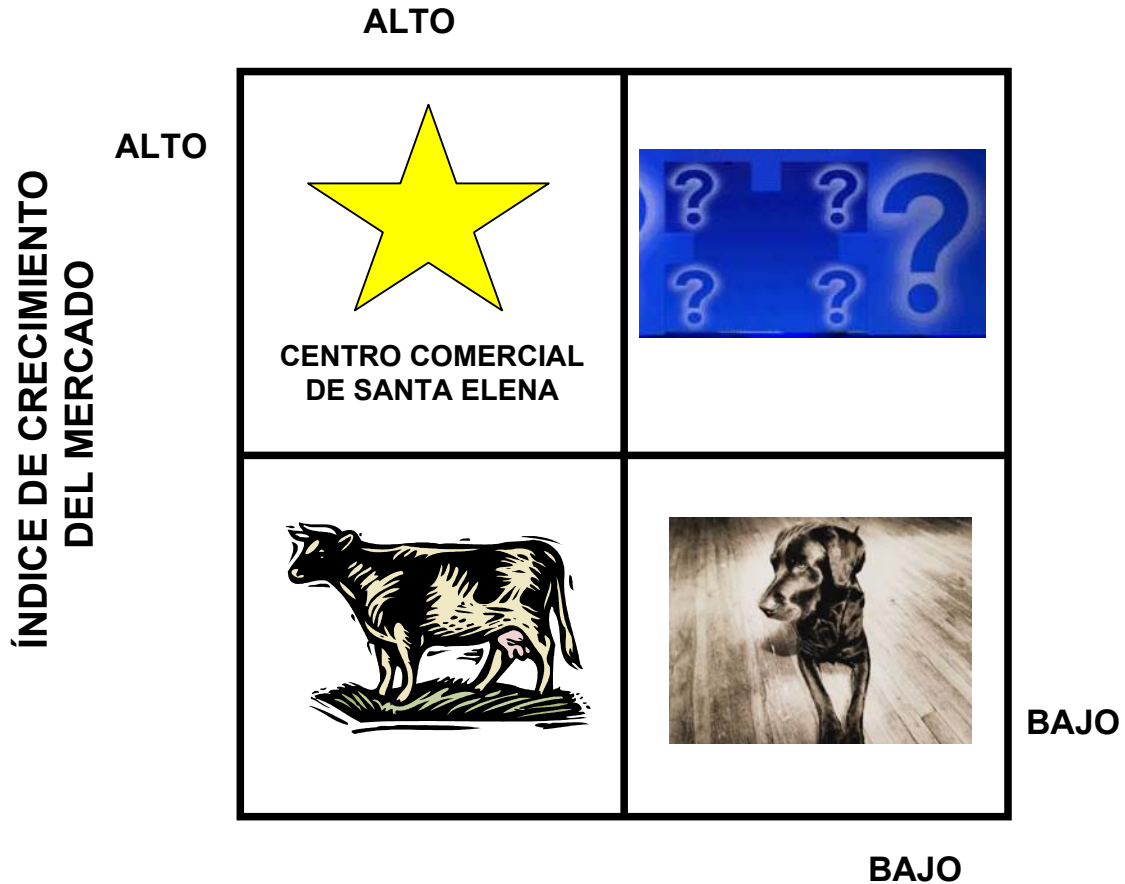 ALTO
ALTO
ÍNDICE DE CRECIMIENTO
DEL MERCADO
? ? ?
? ?
CENTRO COMERCIAL
DE SANTA ELENA
BAJO
BAJO